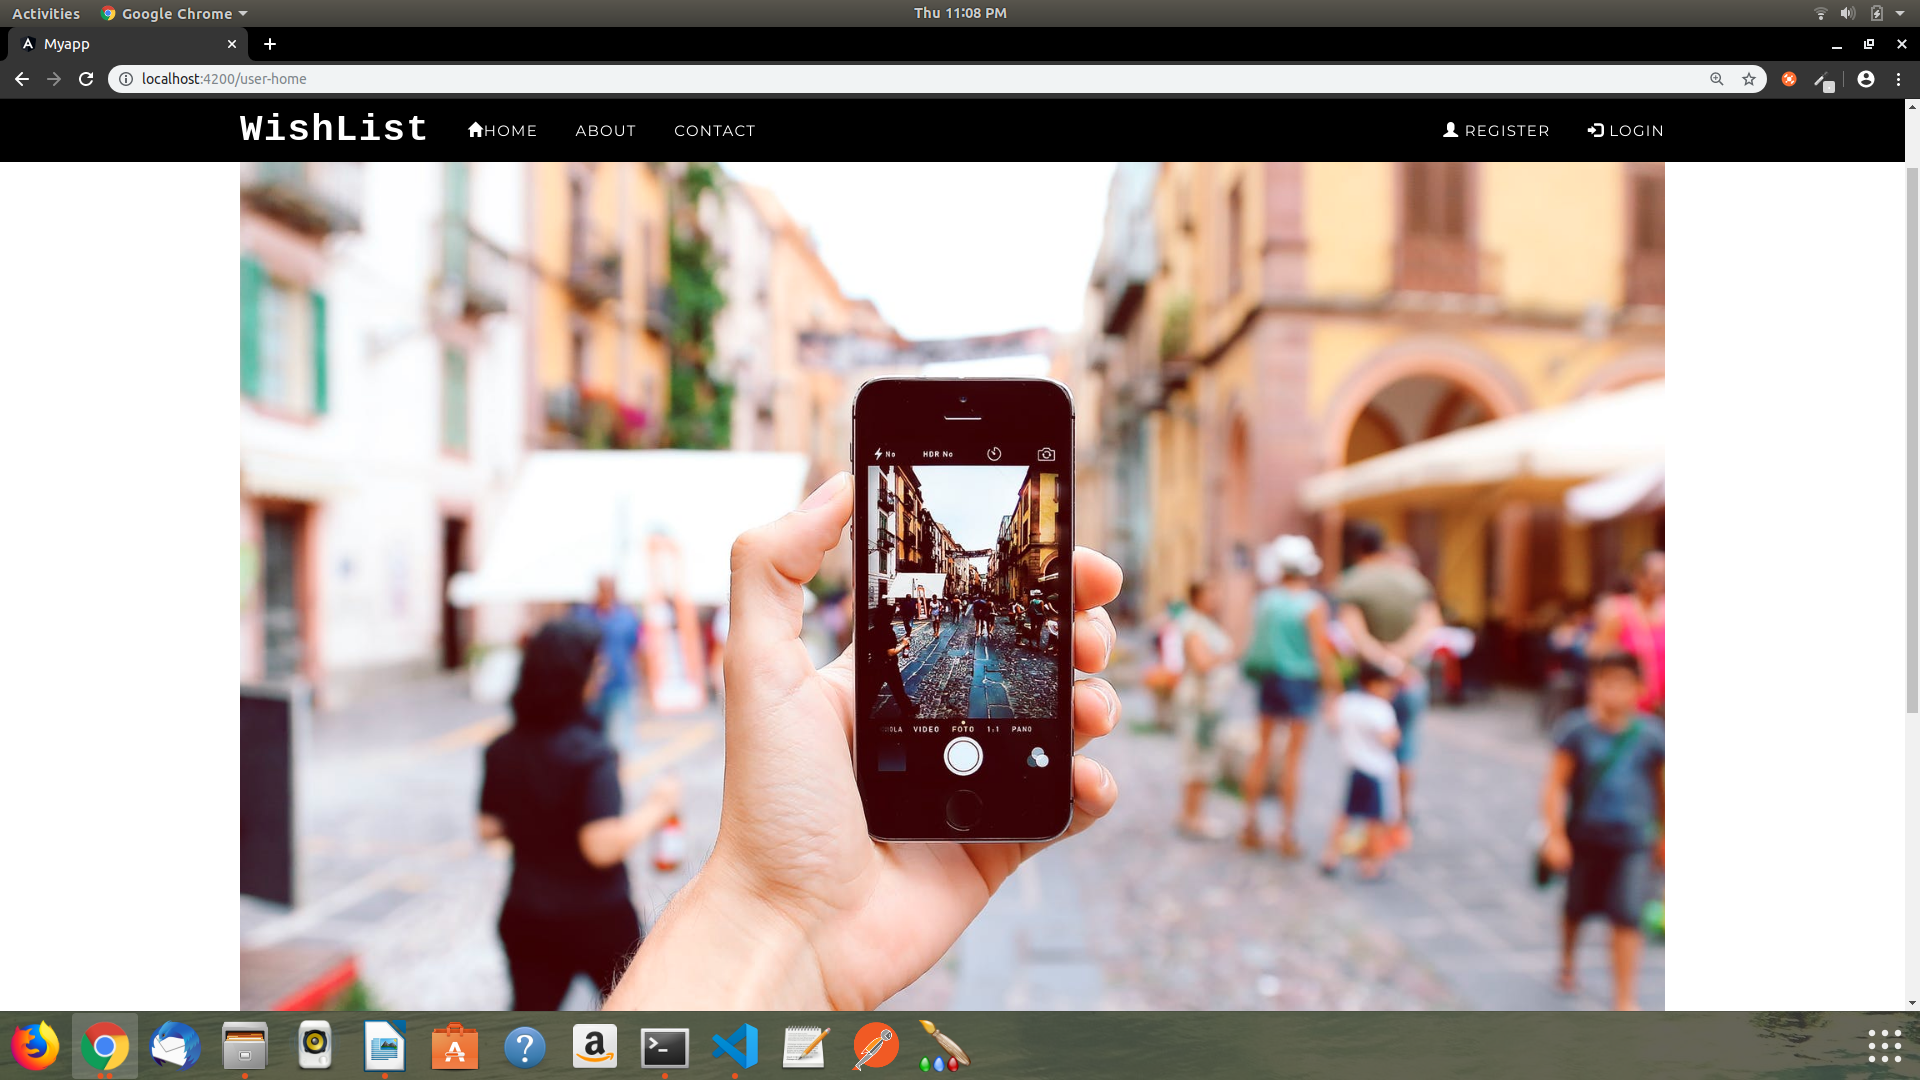 Activities Google Chrome Thu 11:08 PM
Myapp
localhost:4200/user-home
WishList HOME ABOUT CONTACT REGISTER LOGIN
No HDR No
VIDEO FOTO 1:1 PANO